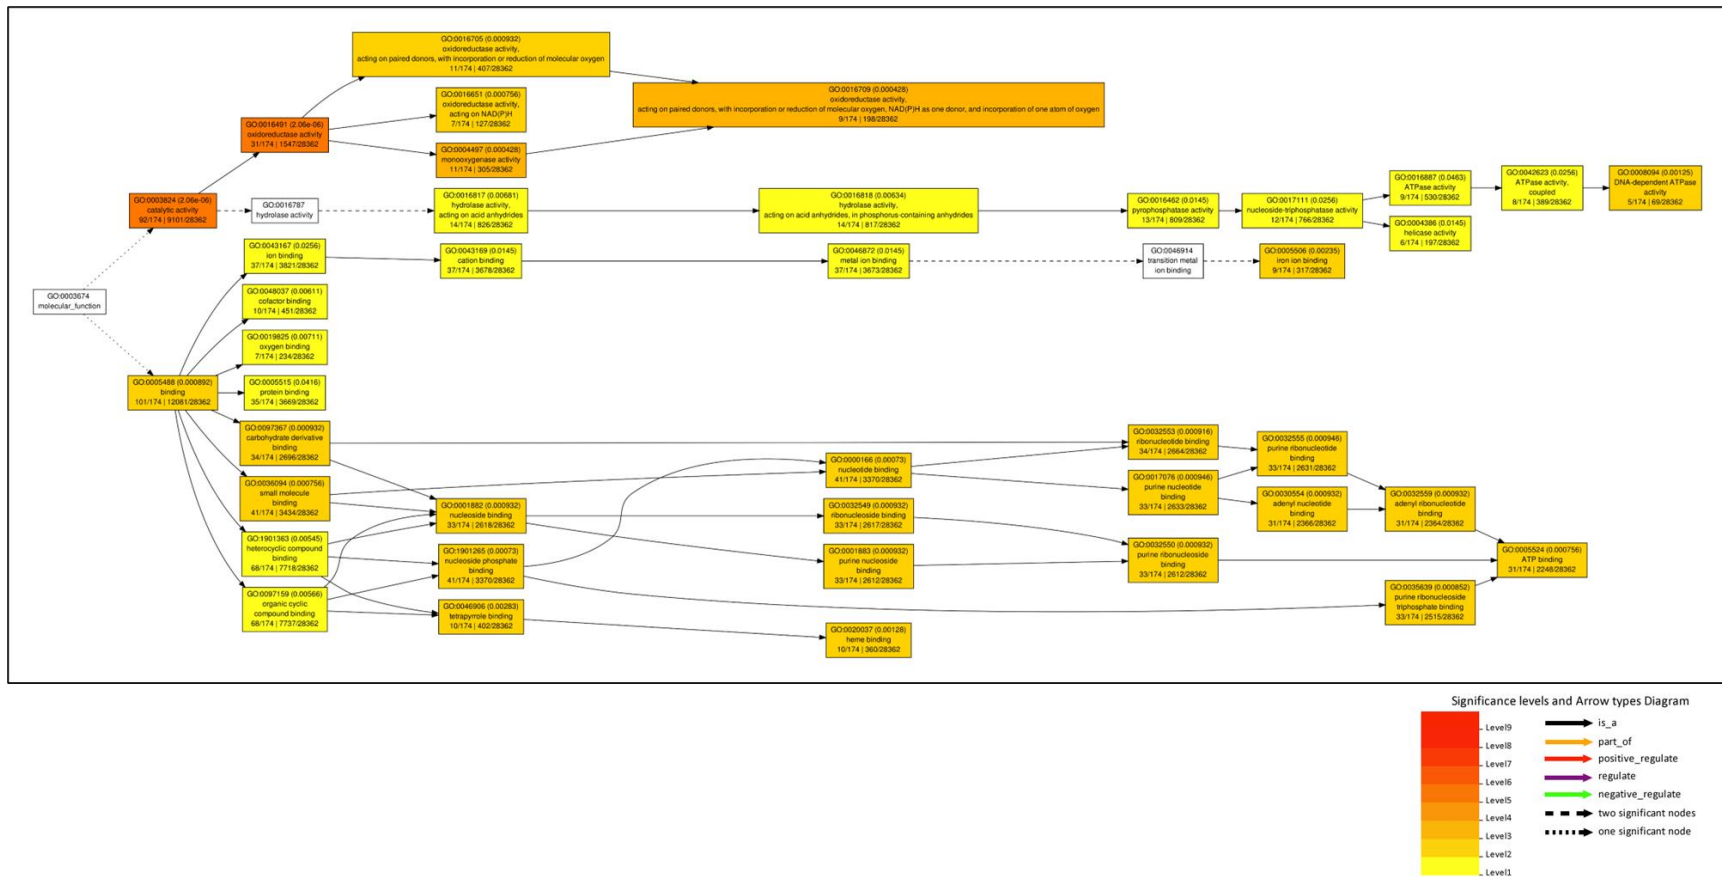 GO:0016705 (0.000932)
oxidoreductase activity,
acting on paired donors, with incorporation or reduction of molecular oxygen
11/174 | 407/28362
GO:0016651 (0.000756)
oxidoreductase activity,
acting on NAD(P)H
7/174 | 127/28362
GO:0016709 (0.000428)
oxidoreductase activity,
acting on paired donors, with incorporation or reduction of molecular oxygen, NAD(P)H as one donor, and incorporation of one atom of oxygen
9/174 | 198/28362
GO:0016491 (2.06e-06)
oxidoreductase activity
31/174 | 1547/28362
GO:0004497 (0.000428)
monooxygenase activity
11/174 | 305/28362
GO:0003824 (2.06e-06)
catalytic activity
92/174 | 9101/28362
GO:0016787
hydrolase activity
GO:0016817 (0.00681)
hydrolase activity,
acting on acid anhydrides
14/174 | 826/28362
GO:0016818 (0.00634)
hydrolase activity,
acting on acid anhydrides, in phosphorus-containing anhydrides
14/174 | 817/28362
GO:0016462 (0.0145)
pyrophosphatase activity
13/174 | 809/28362
GO:0017111 (0.0256)
nucleoside-triphosphatase activity
12/174 | 766/28362
GO:0016887 (0.0463)
ATPase activity
9/174 | 530/28362
GO:0042623 (0.0256)
ATPase activity,
coupled
8/174 | 389/28362
GO:0008094 (0.00125)
DNA-dependent ATPase
activity
5/174 | 69/28362
GO:0004386 (0.0145)
helicase activity
6/174 | 197/28362
GO:0043167 (0.0256)
ion binding
37/174 | 3821/28362
GO:0043169 (0.0145)
cation binding
37/174 | 3678/28362
GO:0046872 (0.0145)
metal ion binding
37/174 | 3673/28362
GO:0046914
transition metal
ion binding
GO:0005506 (0.00235)
iron ion binding
9/174 | 317/28362
GO:0003674
molecular_function
GO:0048037 (0.00611)
cofactor binding
10/174 | 451/28362
GO:0019825 (0.00711)
oxygen binding
7/174 | 234/28362
GO:0005488 (0.000892)
binding
101/174 | 12081/28362
GO:0005515 (0.0416)
protein binding
35/174 | 3669/28362
GO:0097367 (0.000932)
carbohydrate derivative
binding
34/174 | 2696/28362
GO:0032553 (0.000916)
ribonucleotide binding
34/174 | 2664/28362
GO:0032555 (0.000946)
purine ribonucleotide
binding
33/174 | 2631/28362
GO:0000166 (0.00073)
nucleotide binding
41/174 | 3370/28362
GO:0036094 (0.000756)
small molecule
binding
41/174 | 3434/28362
GO:0017076 (0.000946)
purine nucleotide
binding
33/174 | 2633/28362
GO:0030554 (0.000932)
adenyl nucleotide
binding
31/174 | 2366/28362
GO:0032559 (0.000932)
adenyl ribonucleotide
binding
31/174 | 2364/28362
GO:0001882 (0.000932)
nucleoside binding
33/174 | 2618/28362
GO:0032549 (0.000932)
ribonucleoside binding
33/174 | 2617/28362
GO:1901363 (0.00545)
heterocyclic compound
binding
68/174 | 7718/28362
GO:1901265 (0.00073)
nucleoside phosphate
binding
41/174 | 3370/28362
GO:0001883 (0.000932)
purine nucleoside
binding
33/174 | 2612/28362
GO:0032550 (0.000932)
purine ribonucleoside
binding
33/174 | 2612/28362
GO:0005524 (0.000756)
ATP binding
31/174 | 2248/28362
GO:0097159 (0.00566)
organic cyclic
compound binding
68/174 | 7737/28362
GO:0046906 (0.00283)
tetrapyrrole binding
10/174 | 402/28362
GO:0035639 (0.000852)
purine ribonucleoside
triphosphate binding
33/174 | 2515/28362
GO:0020037 (0.00128)
heme binding
10/174 | 360/28362
Significance levels and Arrow types Diagram
Level9
Level8
Level7
Level6
Level5
Level4
Level3
Level2
Level1
is_a
part_of
positive_regulate
regulate
negative_regulate
two significant nodes
one significant node